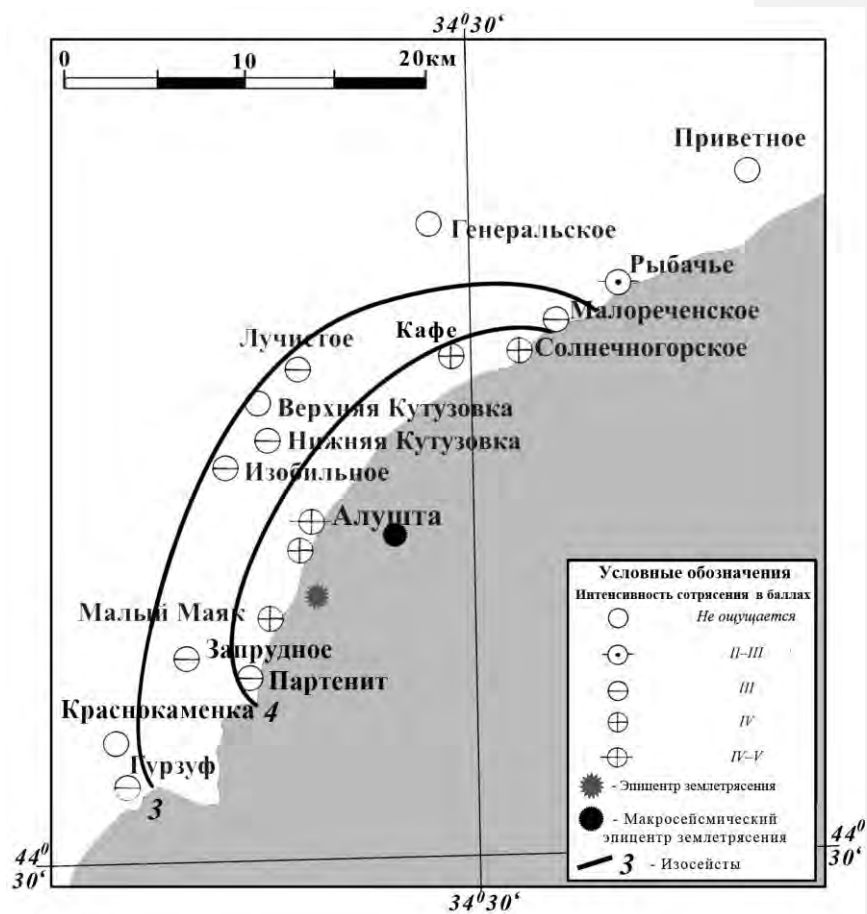 34⁰30‘
0 10 20км
Приветное
Генеральское
Рыбачье
Малореченское
Кафе
Солнечногорское
Лучистое
Верхняя Кутузовка
Нижняя Кутузовка
Изобильное
Алушта
Малый Маяк
Запрудное
Партенит
Краснокаменка
4
Гурзуф
3
Условные обозначения
Интенсивность сотрясения в баллах
Не ощущается
II–III
III
IV
IV–V
- Эпицентр землетрясения
- Макросейсмический
эпицентр землетрясения
3 - Изосейсты
44⁰
30‘
44⁰
30‘
34⁰30‘